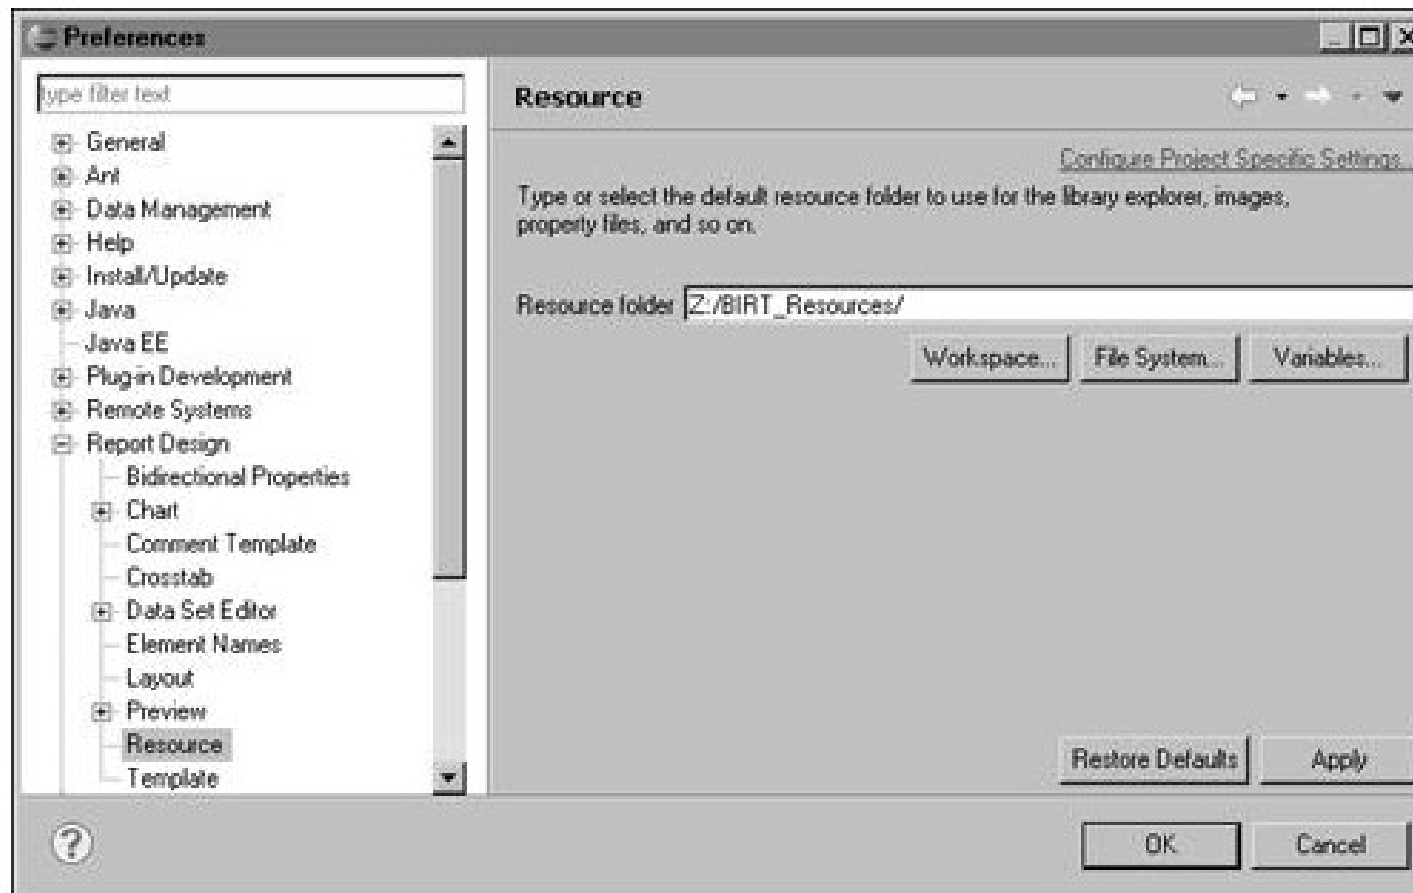 Preferences
type filter text
General
Ant
Data Management
Help
Install/Update
Java
Java EE
Plug-in Development
Remote Systems
Report Design
Bidirectional Properties
Chart
Comment Template
Crosstab
Data Set Editor
Element Names
Layout
Preview
Resource
Template
Resource
Configure Project Specific Settings...
Type or select the default resource folder to use for the library explorer, images,
property files, and so on.
Resource folder Z:/BIRT_Resources/
Workspace... File System... Variables...
Restore Defaults Apply
? OK Cancel